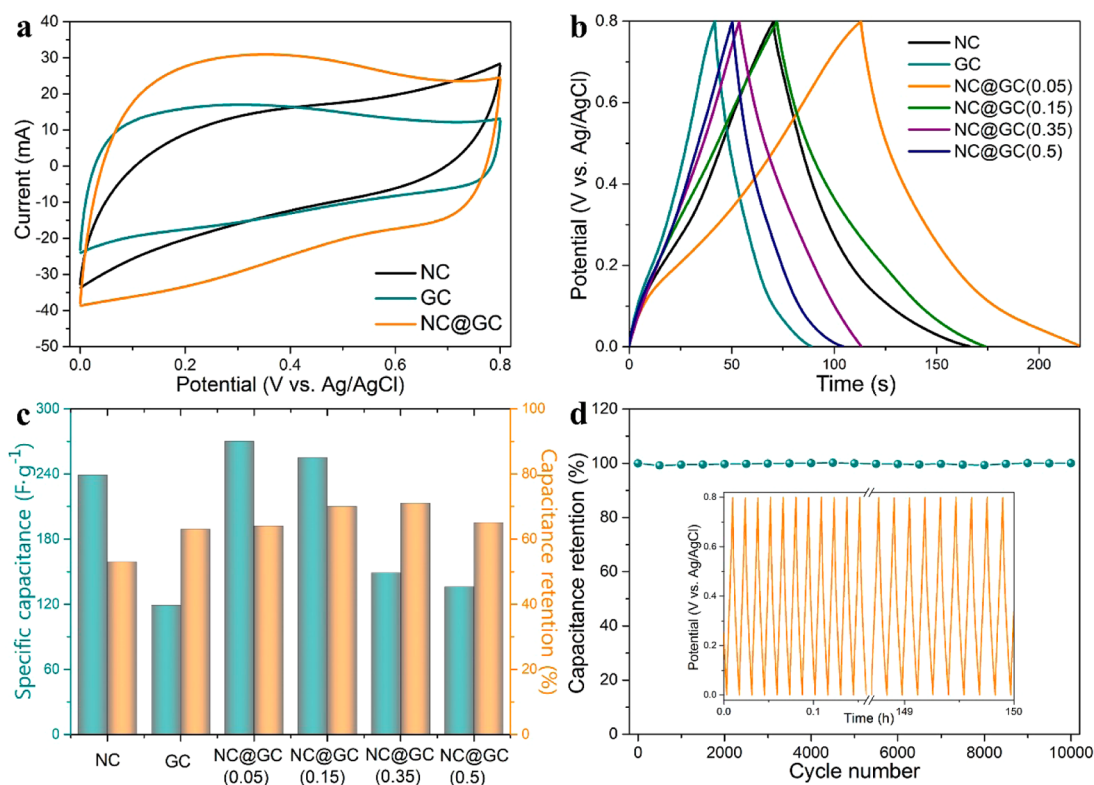 a
40
30
20
10
0
-10
-20
-30
-40
-50
Current (mA)
NC
GC
NC@GC
0.0 0.2 0.4 0.6 0.8
Potential (V vs. Ag/AgCl)
b
0.8
0.6
0.4
0.2
0.0
Potential (V vs. Ag/AgCl)
NC
GC
NC@GC(0.05)
NC@GC(0.15)
NC@GC(0.35)
NC@GC(0.5)
0 50 100 150 200
Time (s)
c
300
240
180
120
60
0
Specific capacitance (F·g-1)
100
80
60
40
20
0
Capacitance retention (%)
NC GC NC@GC NC@GC NC@GC NC@GC
(0.05) (0.15) (0.35) (0.5)
d
120
100
80
60
40
20
0
Capacitance retention (%)
0.8
0.6
0.4
0.2
0.0
Potential (V vs. Ag/AgCl)
0.0 0.1 149 150
Time (h)
0 2000 4000 6000 8000 10000
Cycle number